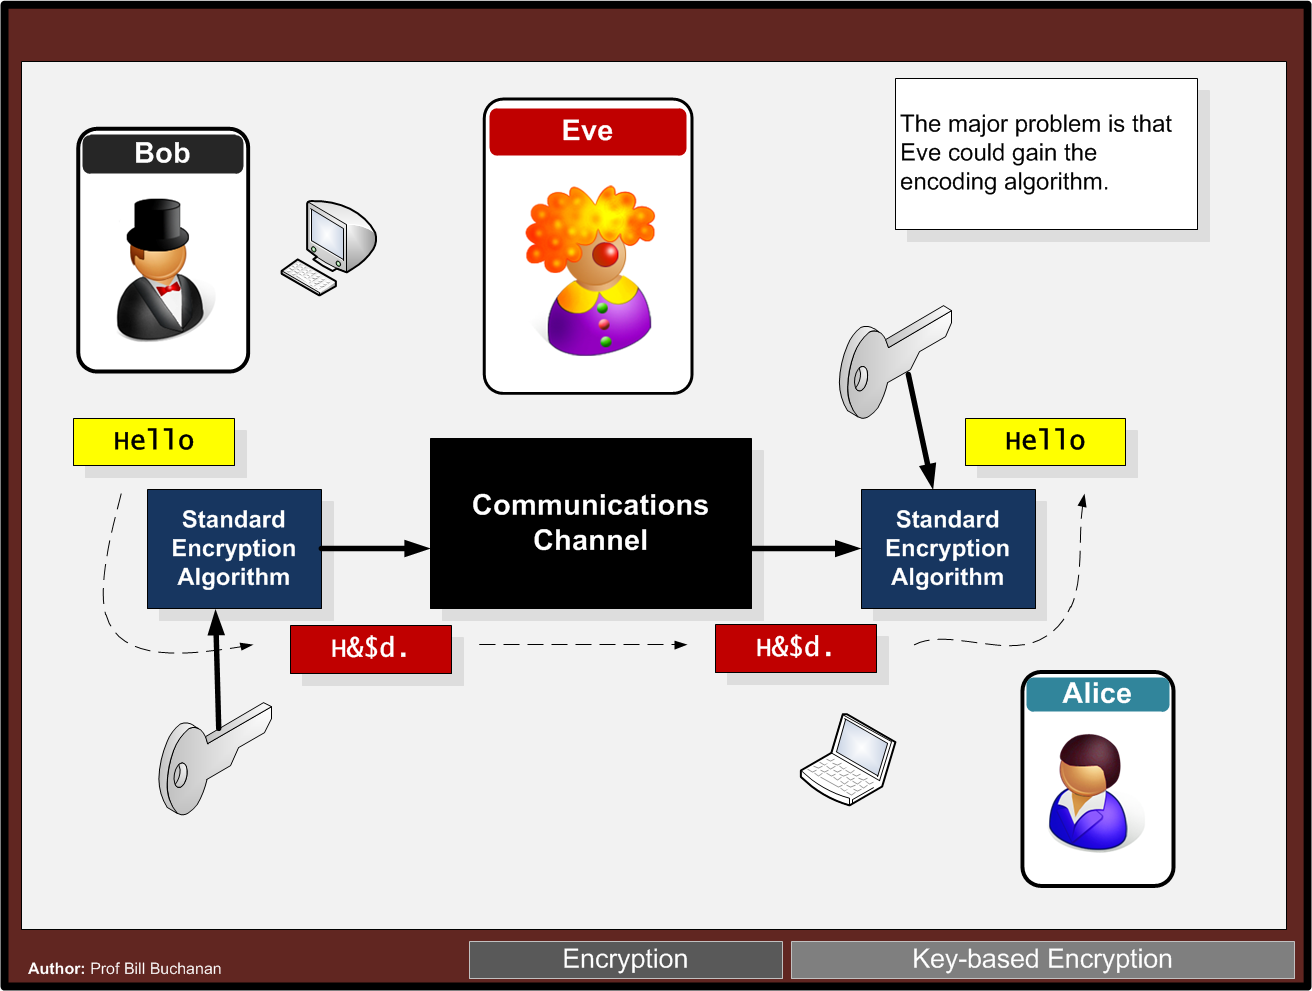 Bob
Eve
The major problem is that
Eve could gain the
encoding algorithm.
Hello
Hello
Standard
Encryption
Algorithm
Communications
Channel
Standard
Encryption
Algorithm
H&$d.
H&$d.
Alice
Author: Prof Bill Buchanan
Encryption
Key-based Encryption